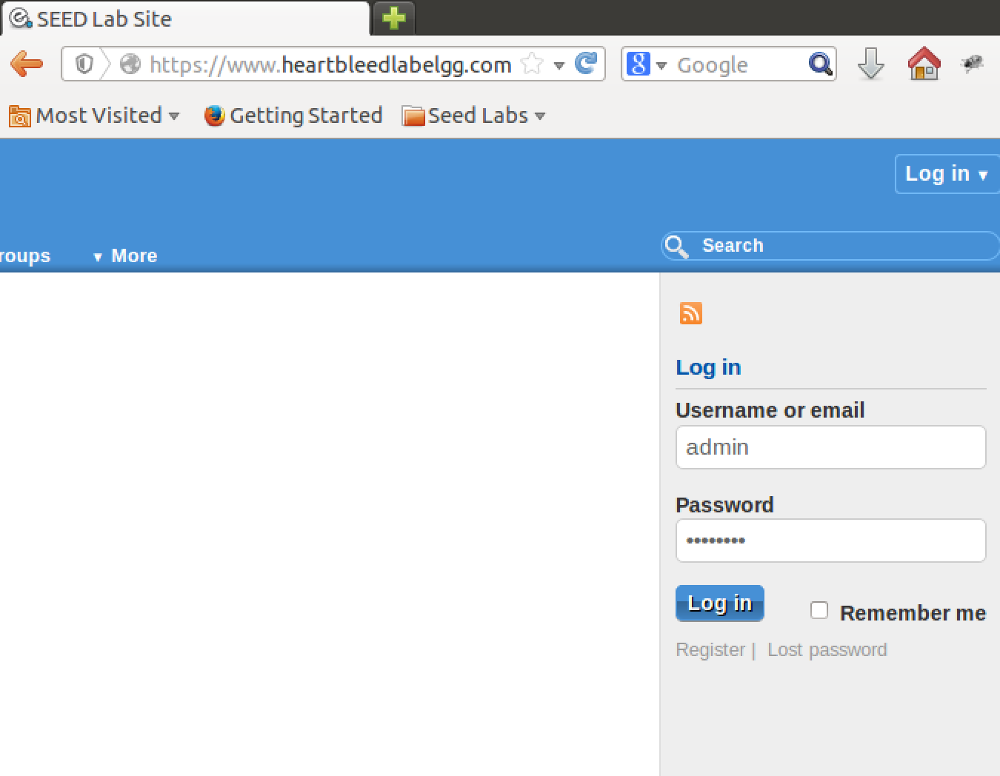 SEED Lab Site
https://www.heartbleedlabelgg.com
Google
Most Visited Getting Started Seed Labs
Log in ▾
roups ▾ More
Search
Log in
Username or email
admin
Password
••••••••
Log in Remember me
Register | Lost password